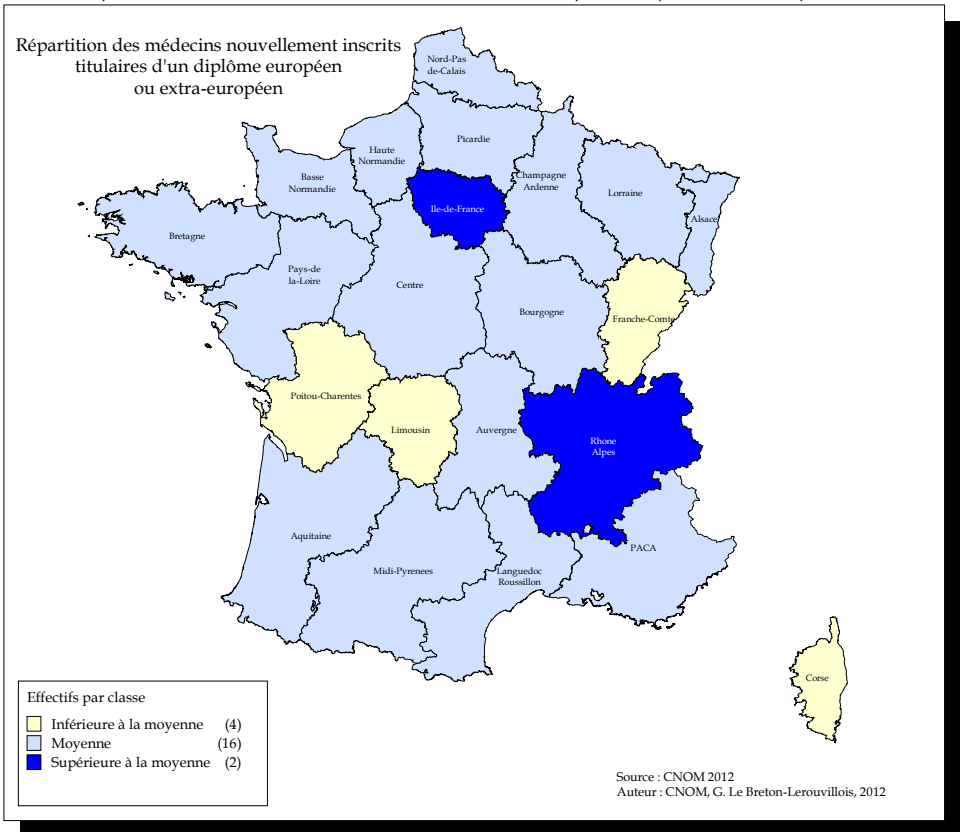 Répartition des médecins nouvellement inscrits
titulaires d'un diplôme européen
ou extra-européen
Nord-Pas
de-Calais
Picardie
Haute
Normandie
Basse
Normandie
Champagne
Ardenne
Lorraine
Alsace
Ile-de-France
Bretagne
Pays-de
la-Loire
Centre
Bourgogne
Franche-Comte
Poitou-Charentes
Limousin
Auvergne
Rhone
Alpes
Aquitaine
Midi-Pyrenees
Languedoc
Roussillon
PACA
Corse
Effectifs par classe
Inférieure à la moyenne (4)
Moyenne (16)
Supérieure à la moyenne (2)
Source : CNOM 2012
Auteur : CNOM, G. Le Breton-Lerouvillois, 2012